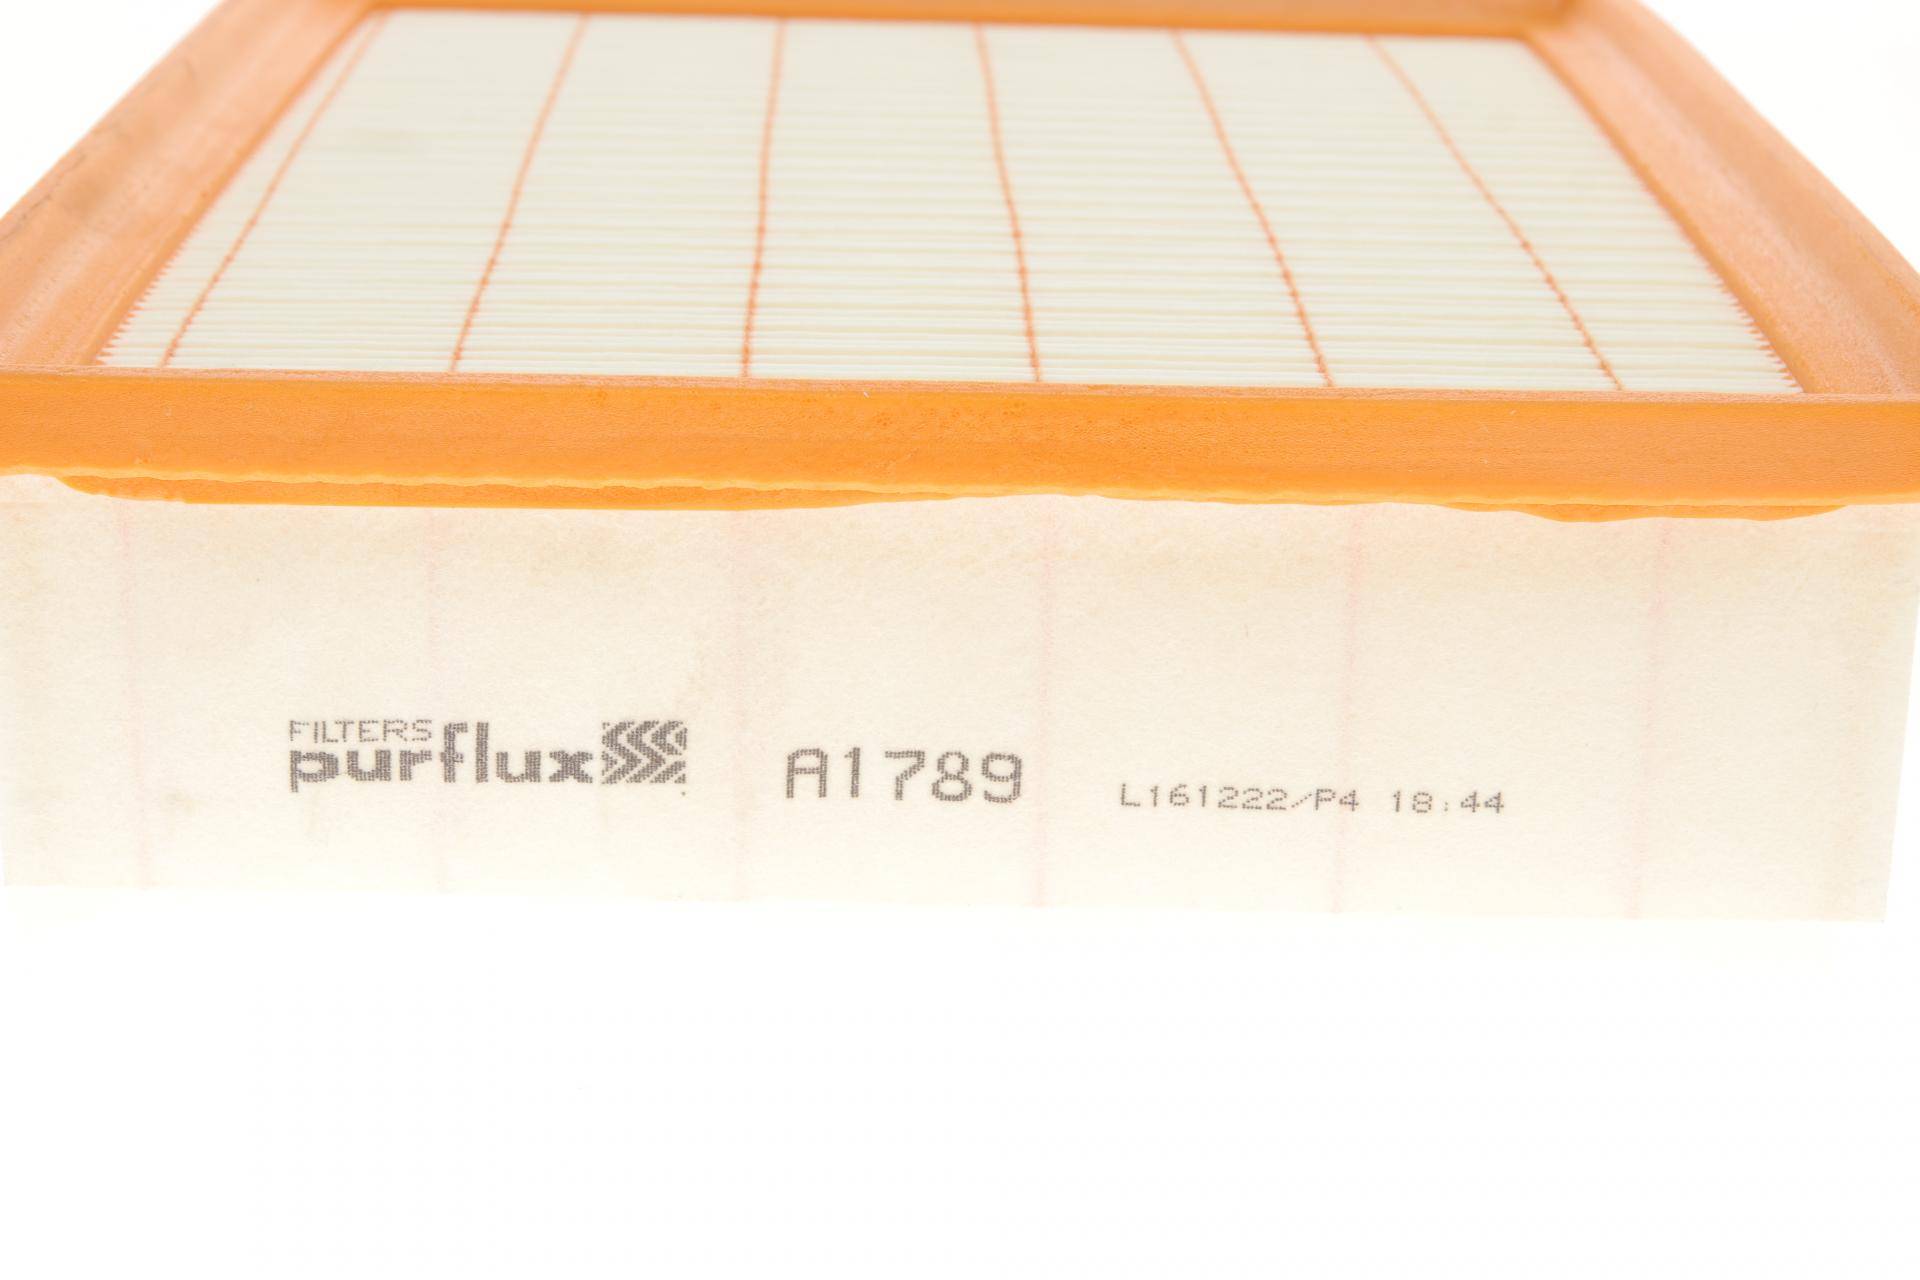 FILTERS
purflux
A1789
L161222/P4 18:44